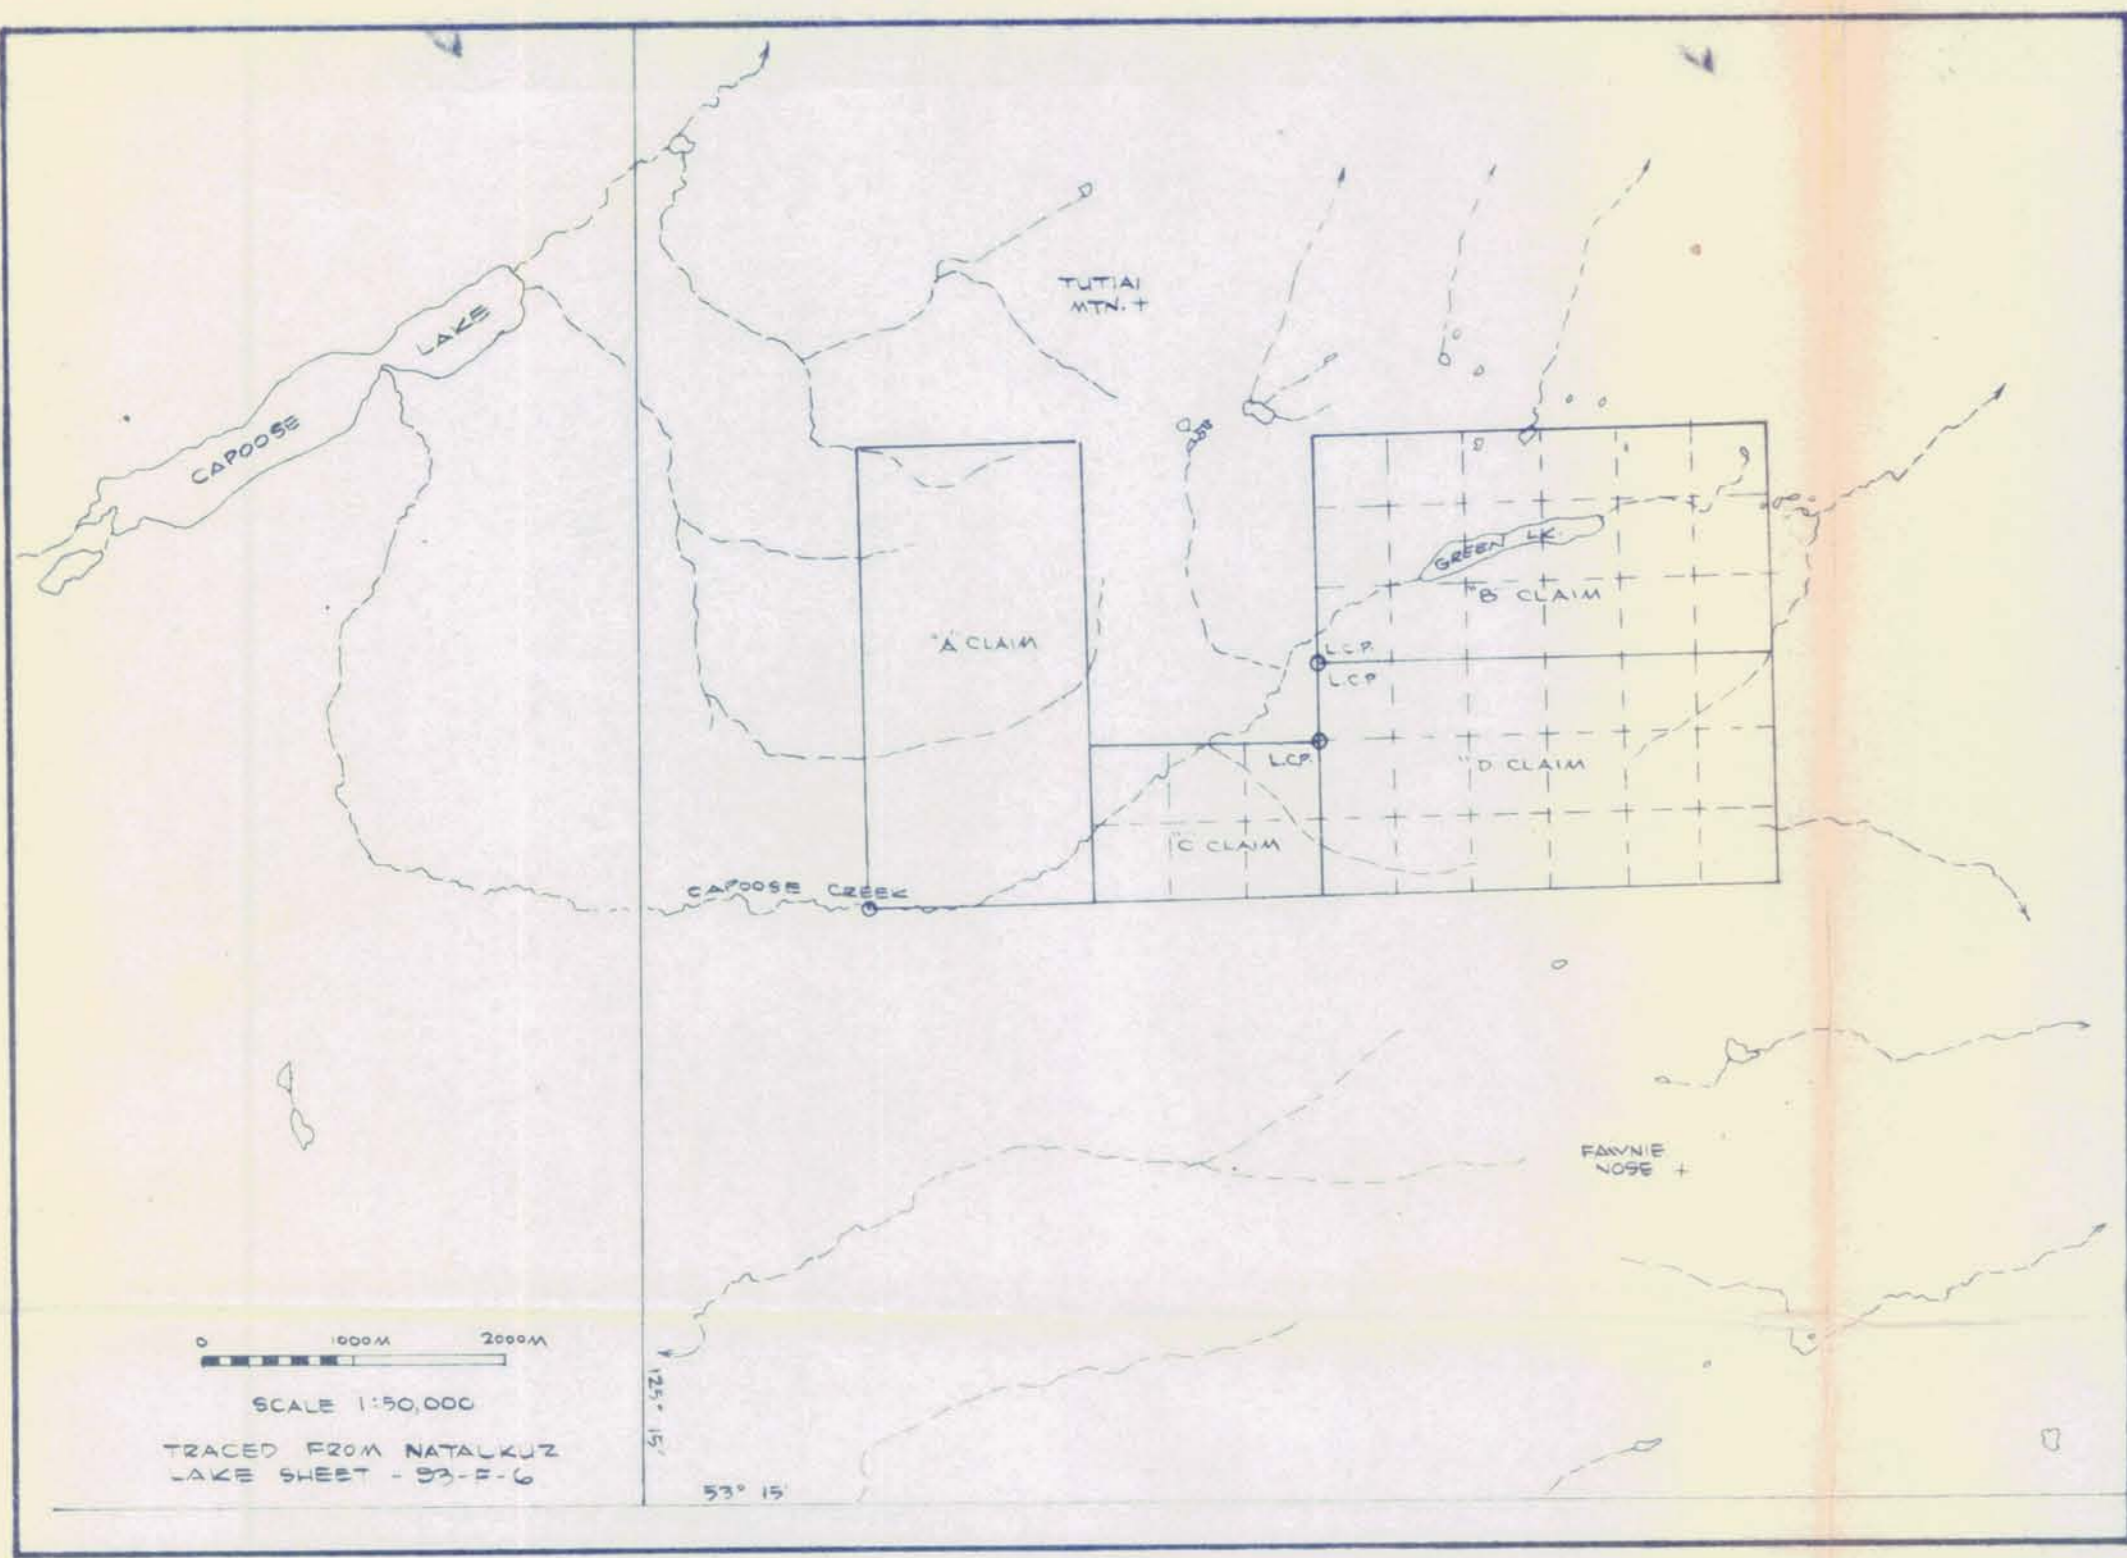 TUTIAI
MTN. +
CAPOOSE LAKE
GREEN LK.
"B" CLAIM
"A" CLAIM
L.C.P.
L.C.P.
L.C.P.
"D" CLAIM
"C" CLAIM
CAPOOSE CREEK
FAWNIE
NOSE +
0 1000M 2000M
SCALE 1:50,000
TRACED FROM NATALKUZ
LAKE SHEET - 93-F-6
125° 15'
53° 15'